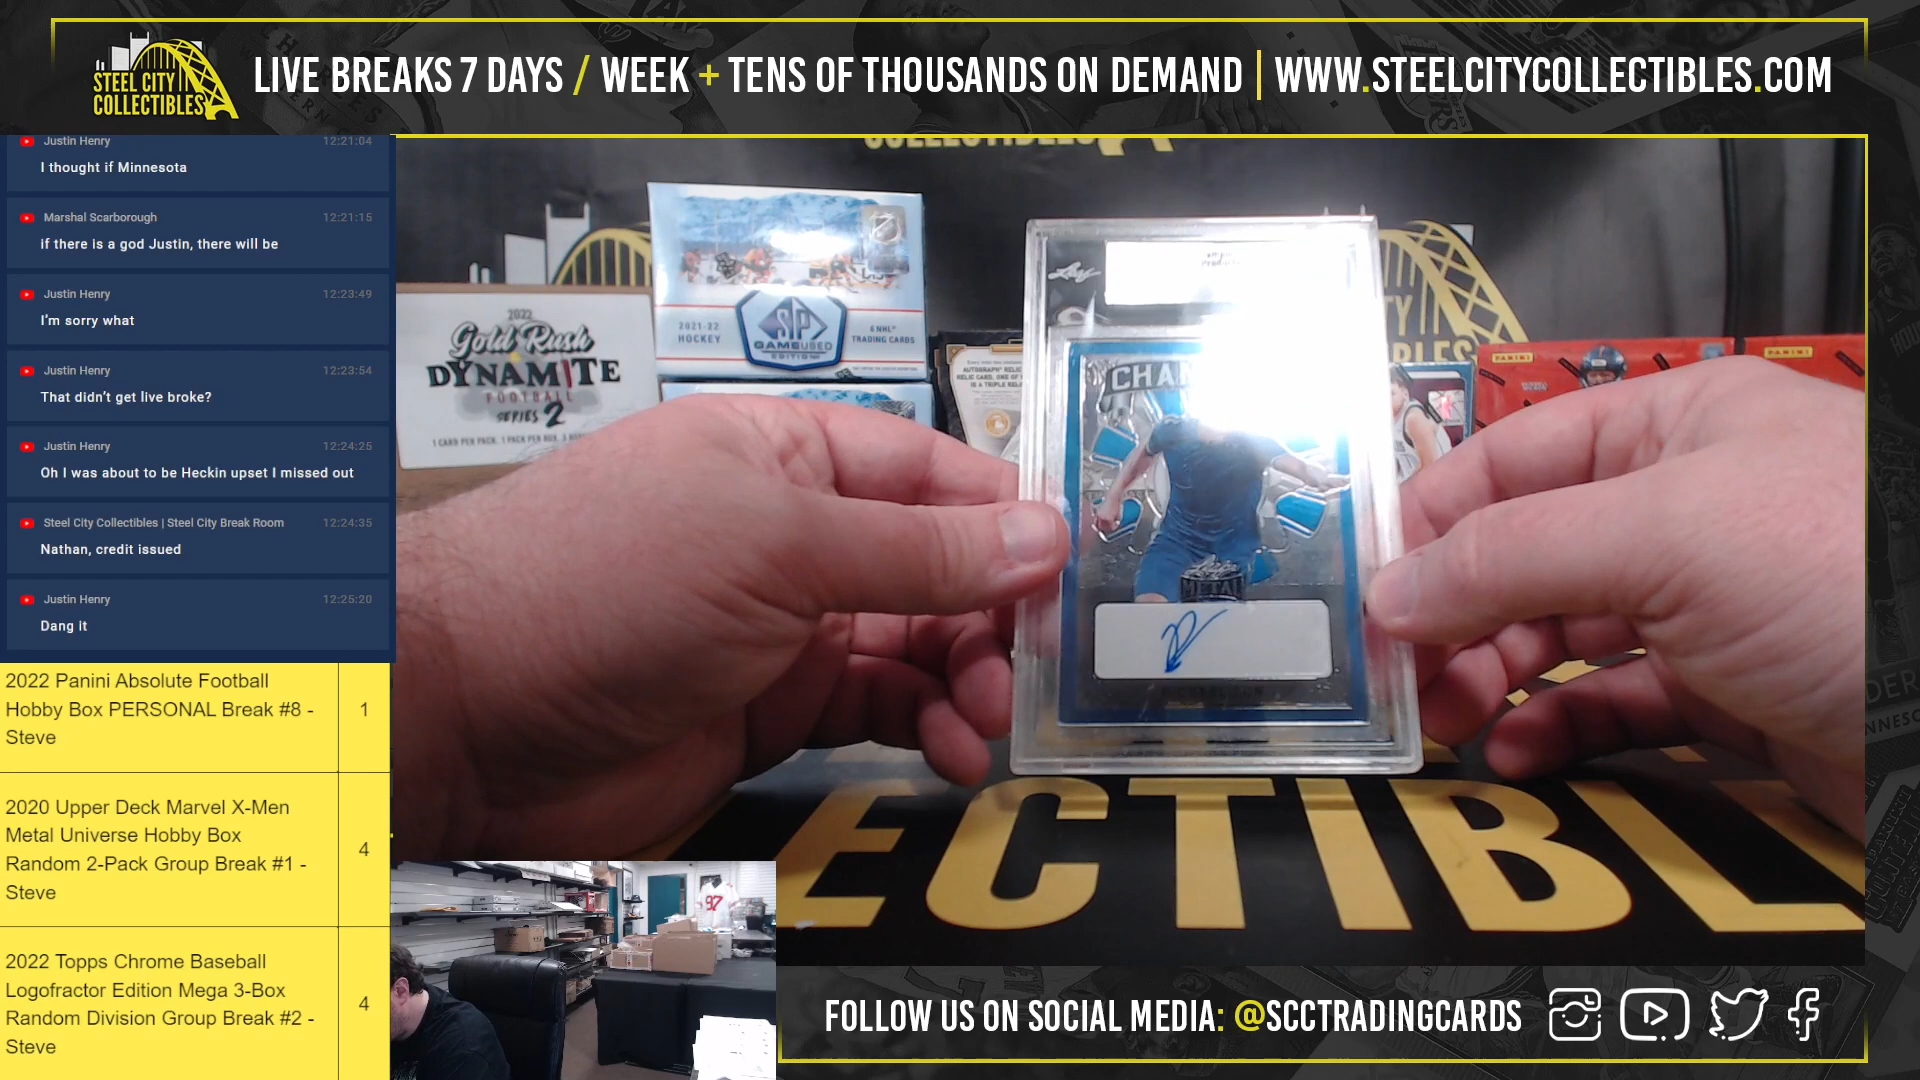 STEEL CITY
COLLECTIBLES
LIVE BREAKS 7 DAYS / WEEK + TENS OF THOUSANDS ON DEMAND | WWW.STEELCITYCOLLECTIBLES.COM
Justin Henry 12:21:04
I thought if Minnesota
Marshal Scarborough 12:21:15
if there is a god Justin, there will be
Justin Henry 12:23:49
I'm sorry what
Justin Henry 12:23:54
That didn't get live broke?
Justin Henry 12:24:25
Oh I was about to be Heckin upset I missed out
Steel City Collectibles | Steel City Break Room 12:24:35
Nathan, credit issued
Justin Henry 12:25:20
Dang it
2022 Panini Absolute Football
Hobby Box PERSONAL Break #8 - 1
Steve
2020 Upper Deck Marvel X-Men
Metal Universe Hobby Box
Random 2-Pack Group Break #1 - 4
Steve
2022 Topps Chrome Baseball
Logofractor Edition Mega 3-Box
Random Division Group Break #2 - 4
Steve
2022
Gold Rush
DYNAMITE
FOOTBALL
SERIES 2
2021-22
HOCKEY
SP
GAME USED
EDITION
6 NHL
TRADING CARDS
Leaf
CHA
METAL
PANINI
PANINI
ECTIBL
97
FOLLOW US ON SOCIAL MEDIA: @SCCTRADINGCARDS